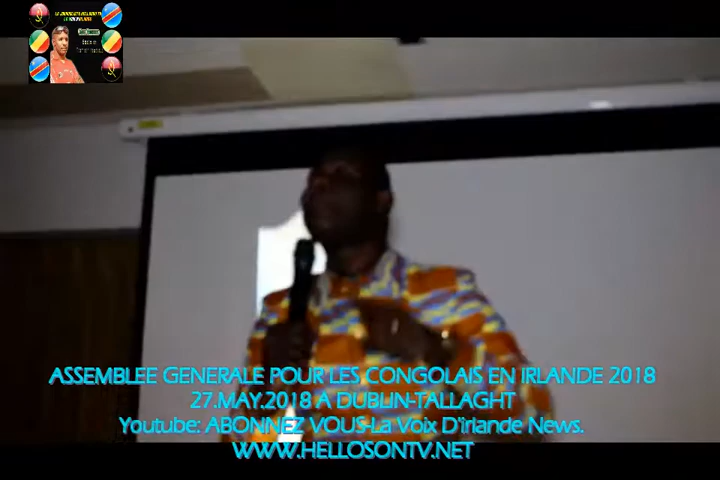 ASSEMBLEE GENERALE POUR LES CONGOLAIS EN IRLANDE 2018
27.MAY.2018 A DUBLIN-TALLAGHT
Youtube: ABONNEZ VOUS-La Voix D'irlande News.
WWW.HELLOSONTV.NET